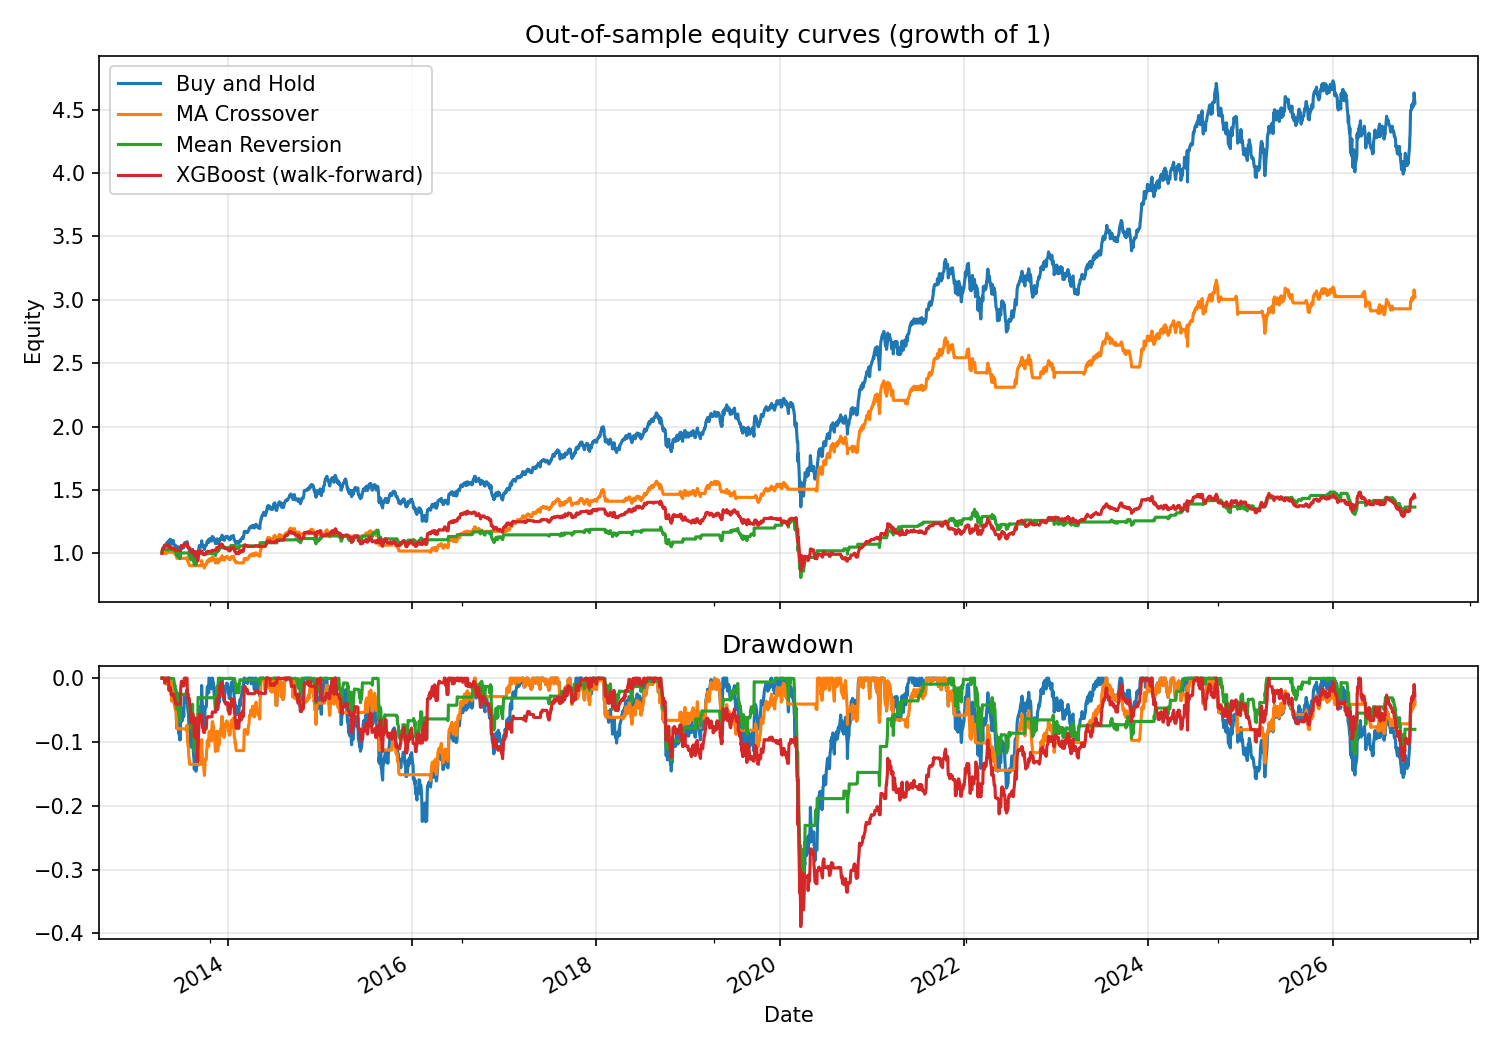 Out-of-sample equity curves (growth of 1)
Buy and Hold
MA Crossover
Mean Reversion
XGBoost (walk-forward)
4.5
4.0
3.5
3.0
2.5
2.0
1.5
1.0
Equity
Drawdown
0.0
−0.1
−0.2
−0.3
−0.4
2014
2016
2018
2020
2022
2024
2026
Date